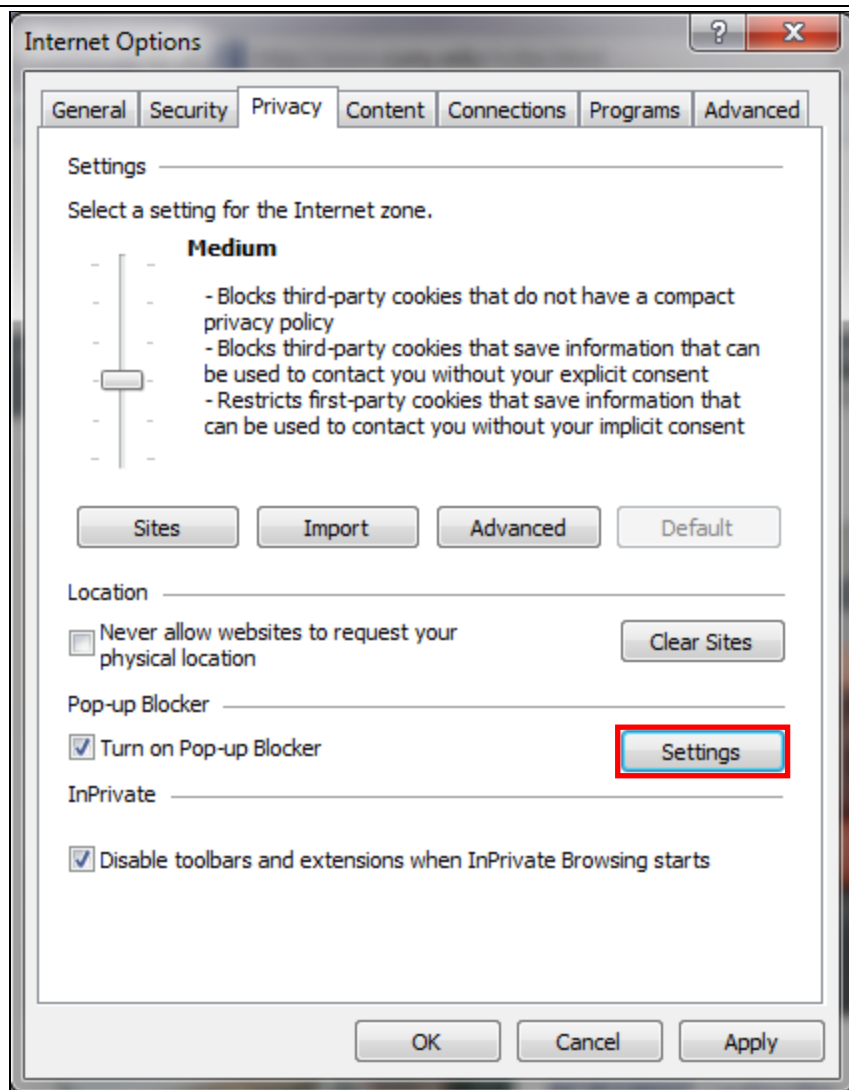 Internet Options
General Security Privacy Content Connections Programs Advanced
Settings
Select a setting for the Internet zone.
Medium
- Blocks third-party cookies that do not have a compact
privacy policy
- Blocks third-party cookies that save information that can
be used to contact you without your explicit consent
- Restricts first-party cookies that save information that
can be used to contact you without your implicit consent
Sites Import Advanced Default
Location
Never allow websites to request your
physical location
Clear Sites
Pop-up Blocker
Turn on Pop-up Blocker
Settings
InPrivate
Disable toolbars and extensions when InPrivate Browsing starts
OK Cancel Apply